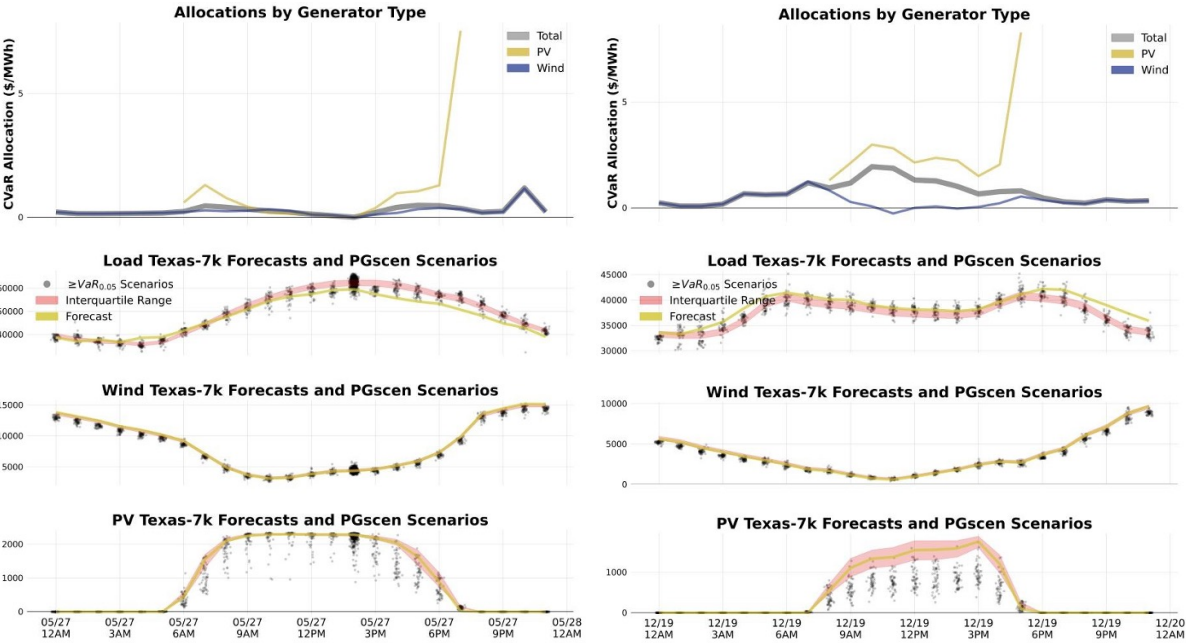 Allocations by Generator Type
CVaR Allocation ($/MWh)
5
0
Total
PV
Wind
Load Texas-7k Forecasts and PGscen Scenarios
60000
50000
40000
≥VaR0.05 Scenarios
Interquartile Range
Forecast
Wind Texas-7k Forecasts and PGscen Scenarios
15000
10000
5000
PV Texas-7k Forecasts and PGscen Scenarios
2000
1000
0
05/27 05/27 05/27 05/27 05/27 05/27 05/27 05/27 05/28
12AM 3AM 6AM 9AM 12PM 3PM 6PM 9PM 12AM
Allocations by Generator Type
CVaR Allocation ($/MWh)
5
0
Total
PV
Wind
Load Texas-7k Forecasts and PGscen Scenarios
45000
40000
35000
30000
≥VaR0.05 Scenarios
Interquartile Range
Forecast
Wind Texas-7k Forecasts and PGscen Scenarios
10000
5000
0
PV Texas-7k Forecasts and PGscen Scenarios
1000
0
12/19 12/19 12/19 12/19 12/19 12/19 12/19 12/19 12/20
12AM 3AM 6AM 9AM 12PM 3PM 6PM 9PM 12AM